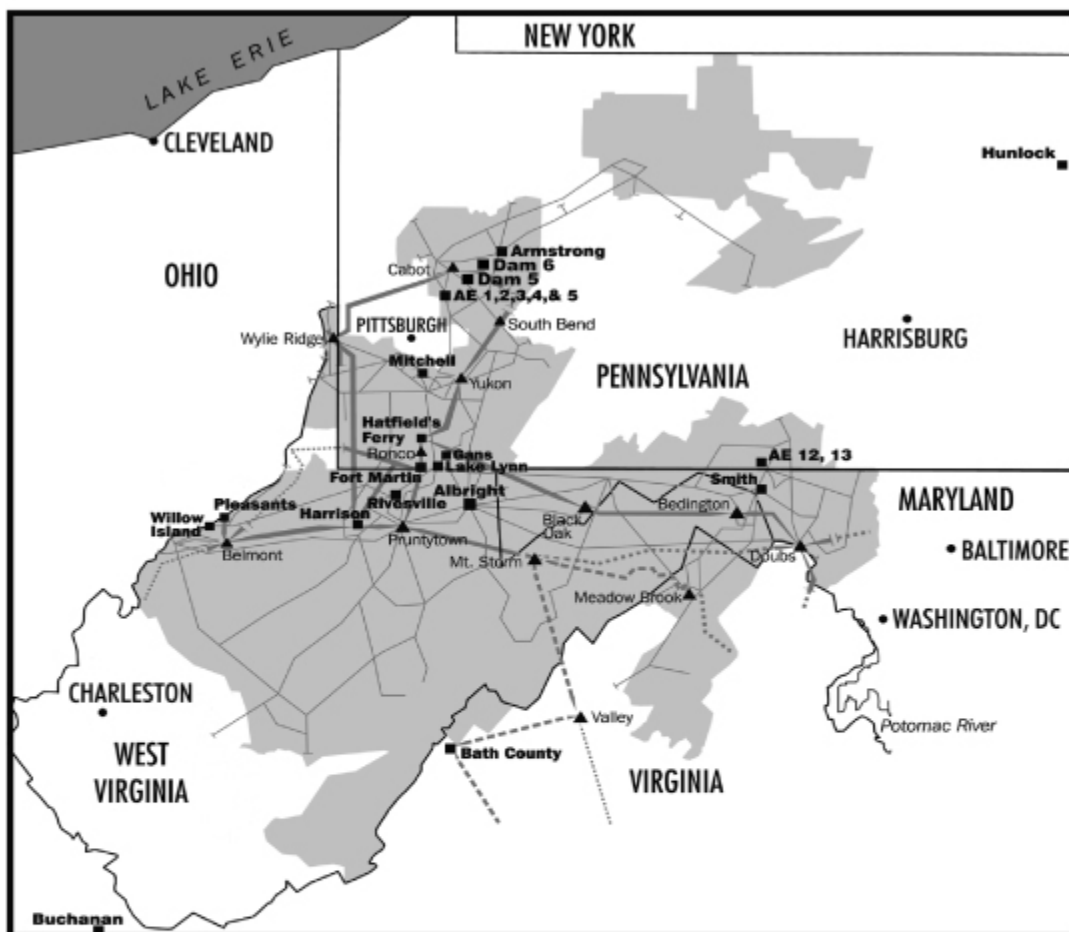 NEW YORK
LAKE ERIE
CLEVELAND
Hunlock
Armstrong
Cabot
Dam 6
OHIO
Dam 5
AE 1,2,3,4,& 5
PITTSBURGH
South Bend
HARRISBURG
Wylie Ridge
Mitchell
PENNSYLVANIA
Yukon
Hatfield's
Ferry
Ronco
Gans
AE 12, 13
Lake Lynn
Fort Martin
Smith
Pleasants
Rivesville
Albright
MARYLAND
Willow
Island
Harrison
Black
Oak
Bedington
Belmont
Pruntytown
Mt. Storm
Doubs
BALTIMORE
Meadow Brook
WASHINGTON, DC
CHARLESTON
Valley
Potomac River
WEST
VIRGINIA
Bath County
VIRGINIA
Buchanan